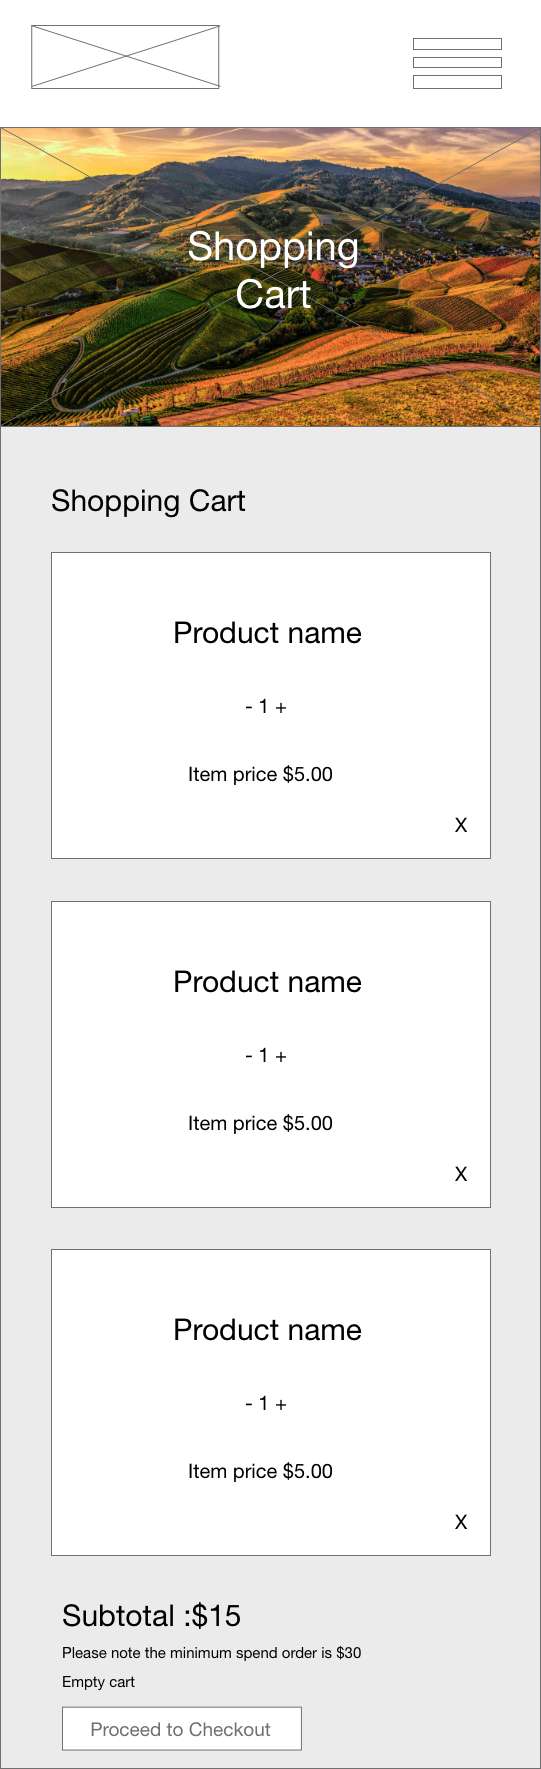 Shopping
Cart
Shopping Cart
Product name
- 1 +
Item price $5.00
X
Product name
- 1 +
Item price $5.00
X
Product name
- 1 +
Item price $5.00
X
Subtotal :$15
Please note the minimum spend order is $30
Empty cart
Proceed to Checkout